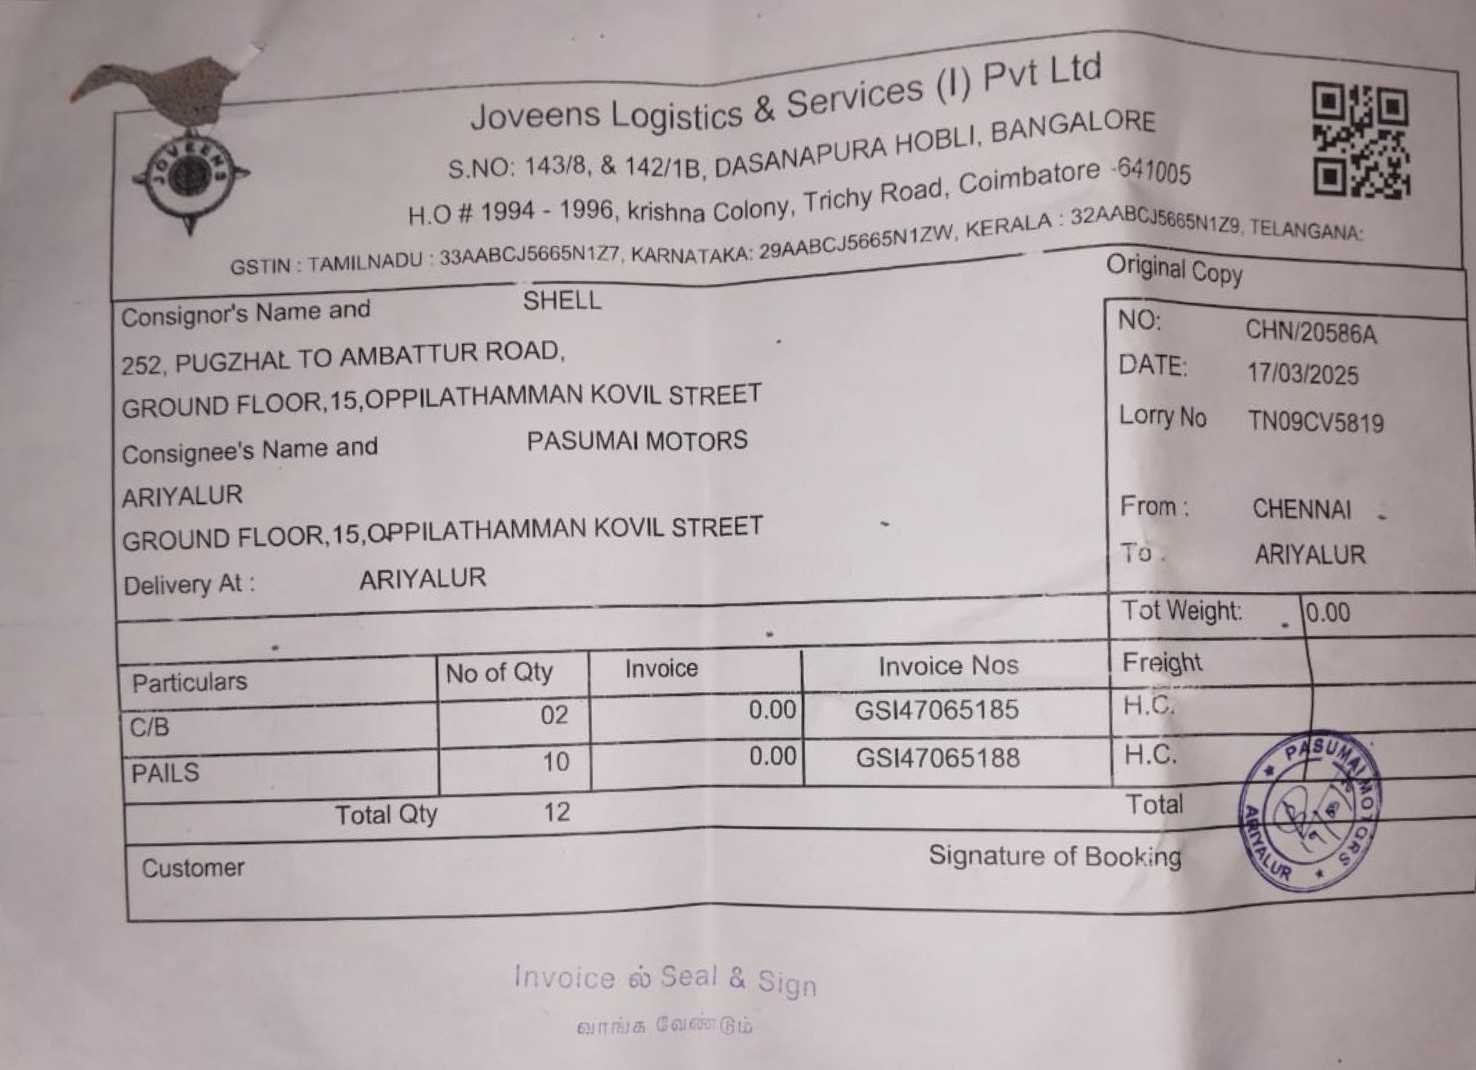 JOVEENS
Joveens Logistics & Services (I) Pvt Ltd
S.NO: 143/8, & 142/1B, DASANAPURA HOBLI, BANGALORE
H.O # 1994 - 1996, krishna Colony, Trichy Road, Coimbatore -641005
GSTIN : TAMILNADU : 33AABCJ5665N1Z7, KARNATAKA: 29AABCJ5665N1ZW, KERALA : 32AABCJ5665N1Z9, TELANGANA:
Original Copy
Consignor's Name and SHELL
252, PUGZHAL TO AMBATTUR ROAD,
GROUND FLOOR,15,OPPILATHAMMAN KOVIL STREET
Consignee's Name and PASUMAI MOTORS
ARIYALUR
GROUND FLOOR,15,OPPILATHAMMAN KOVIL STREET
Delivery At : ARIYALUR
NO: CHN/20586A
DATE: 17/03/2025
Lorry No TN09CV5819
From : CHENNAI
To : ARIYALUR
Tot Weight: 0.00
Particulars No of Qty Invoice Invoice Nos Freight
C/B 02 0.00 GSI47065185 H.C.
PAILS 10 0.00 GSI47065188 H.C.
Total Qty 12 Total
Customer Signature of Booking
PASUMAI MOTORS
ARIYALUR
Invoice ல் Seal & Sign
வாங்க வேண்டும்